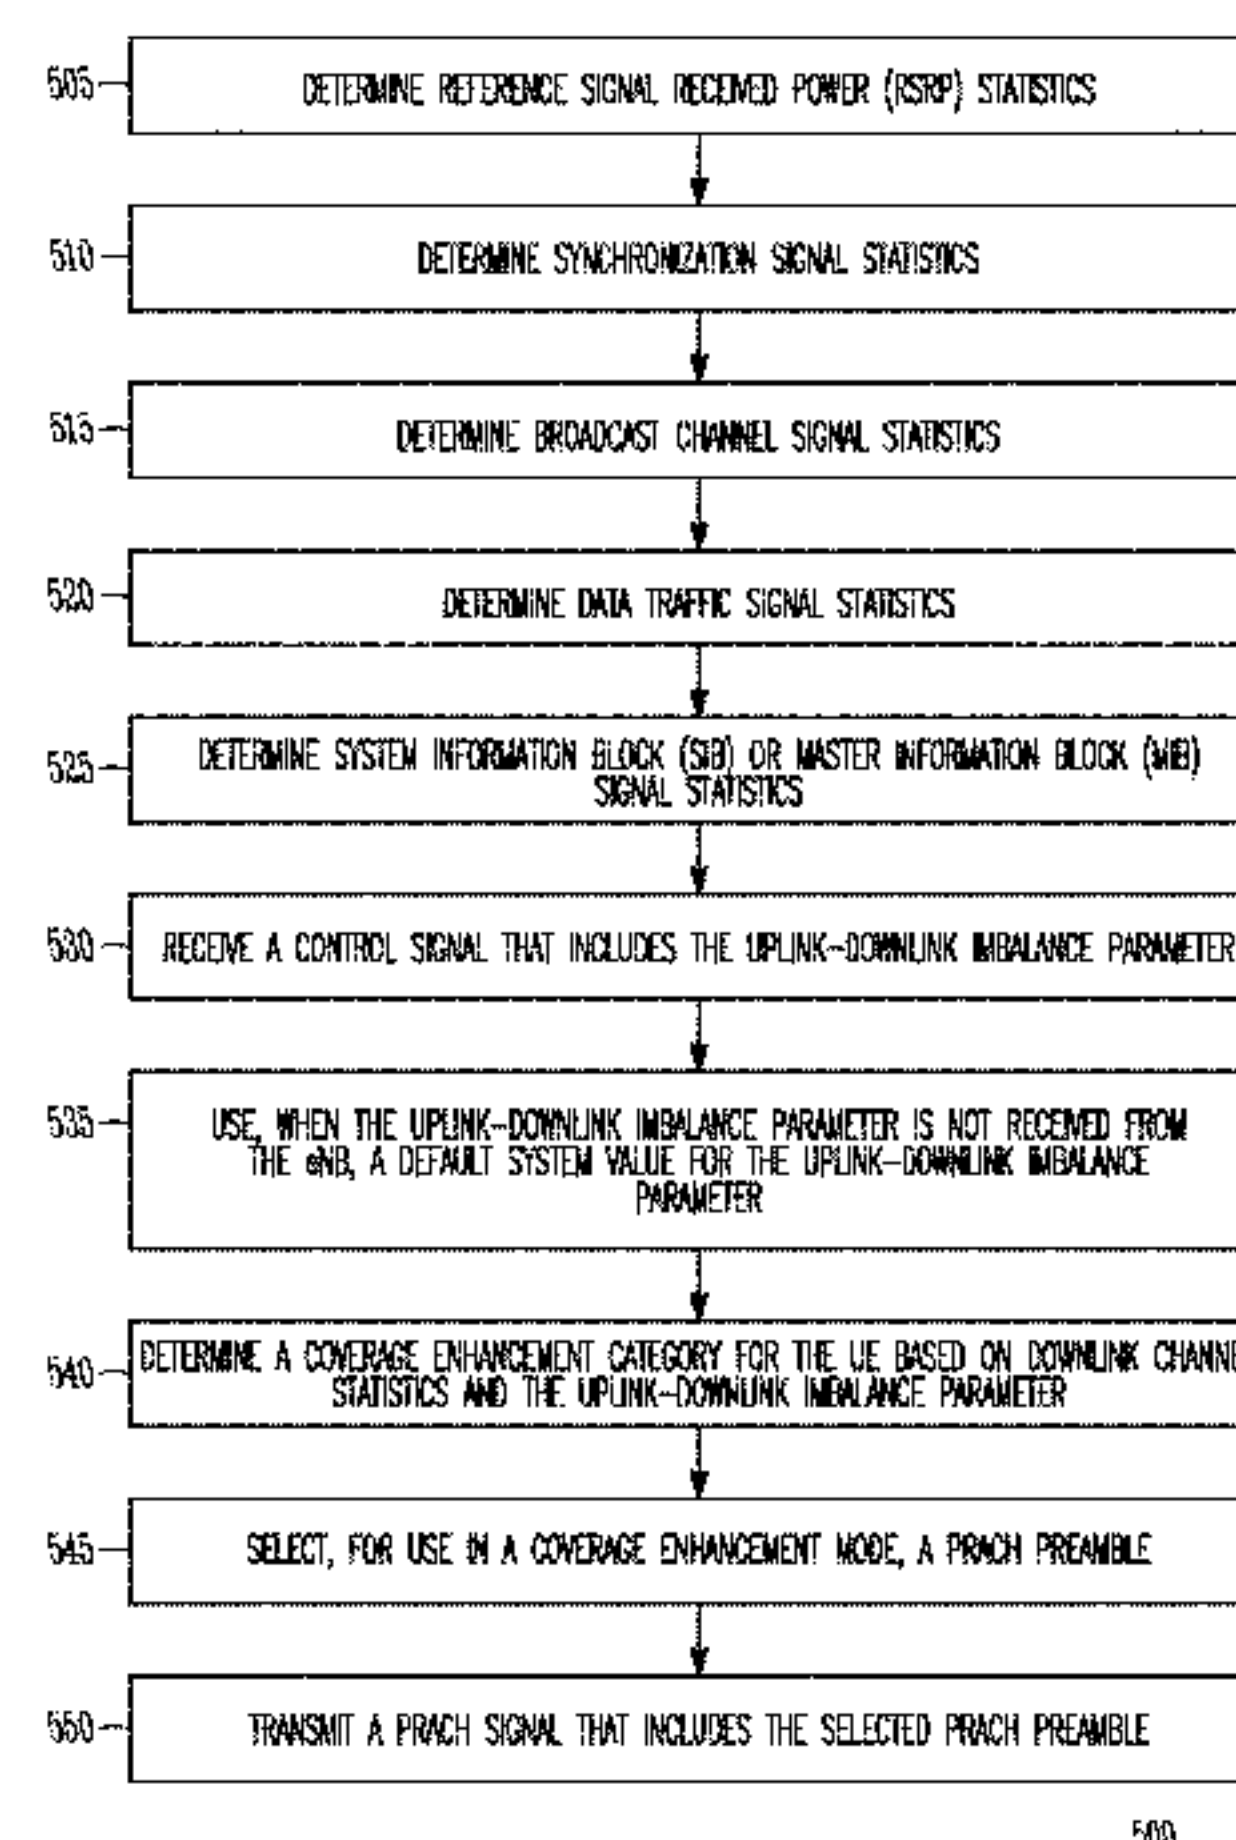 505
DETERMINE REFERENCE SIGNAL RECEIVED POWER (RSRP) STATISTICS
510
DETERMINE SYNCHRONIZATION SIGNAL STATISTICS
515
DETERMINE BROADCAST CHANNEL SIGNAL STATISTICS
520
DETERMINE DATA TRAFFIC SIGNAL STATISTICS
525
DETERMINE SYSTEM INFORMATION BLOCK (SIB) OR MASTER INFORMATION BLOCK (MIB)
SIGNAL STATISTICS
530
RECEIVE A CONTROL SIGNAL THAT INCLUDES THE UPLINK-DOWNLINK IMBALANCE PARAMETER
535
USE, WHEN THE UPLINK-DOWNLINK IMBALANCE PARAMETER IS NOT RECEIVED FROM
THE eNB, A DEFAULT SYSTEM VALUE FOR THE UPLINK-DOWNLINK IMBALANCE
PARAMETER
540
DETERMINE A COVERAGE ENHANCEMENT CATEGORY FOR THE UE BASED ON DOWNLINK CHANNE
STATISTICS AND THE UPLINK-DOWNLINK IMBALANCE PARAMETER
545
SELECT, FOR USE IN A COVERAGE ENHANCEMENT MODE, A PRACH PREAMBLE
550
TRANSMIT A PRACH SIGNAL THAT INCLUDES THE SELECTED PRACH PREAMBLE